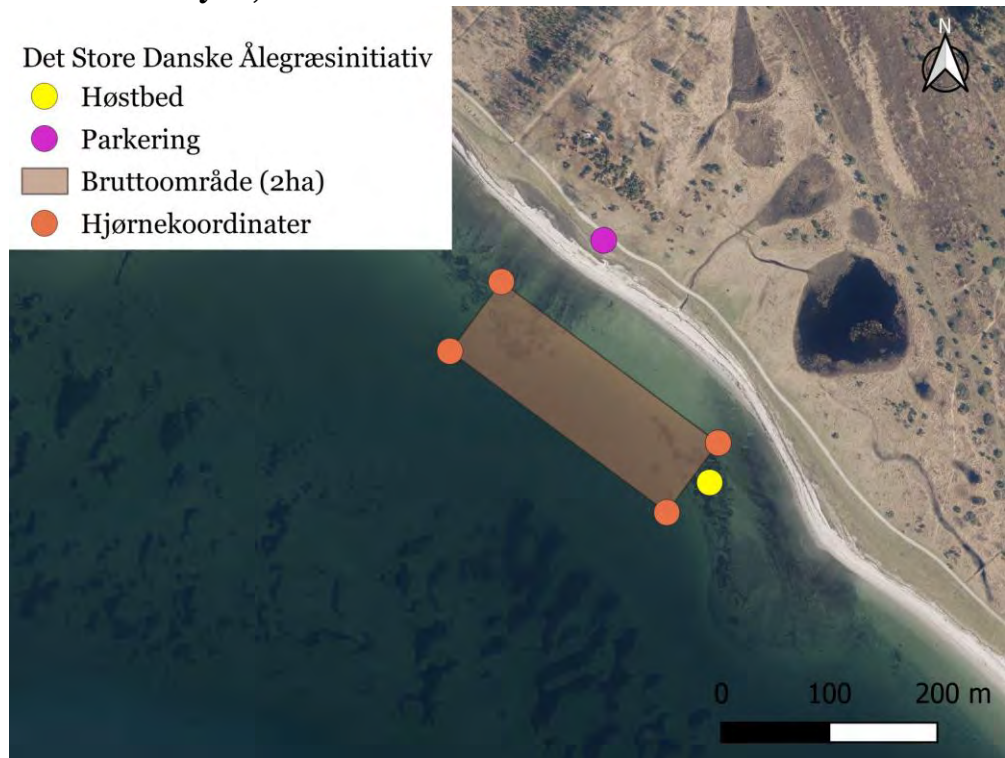 Det Store Danske Ålegræsinitiativ
Høstbed
Parkering
Bruttoområde (2ha)
Hjørnekoordinater
N
0 100 200 m